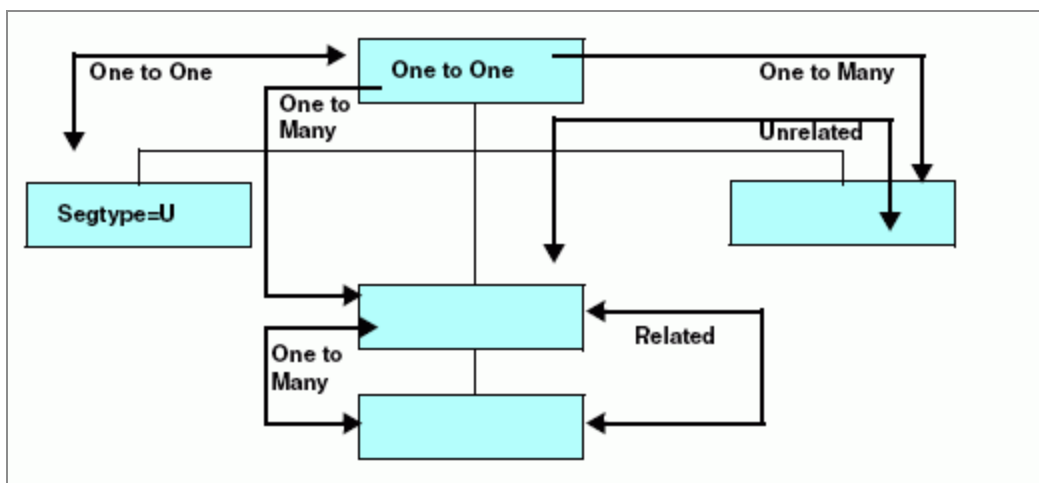 One to One
One to One
One to Many
One to
Many
Unrelated
Segtype=U
Related
One to
Many